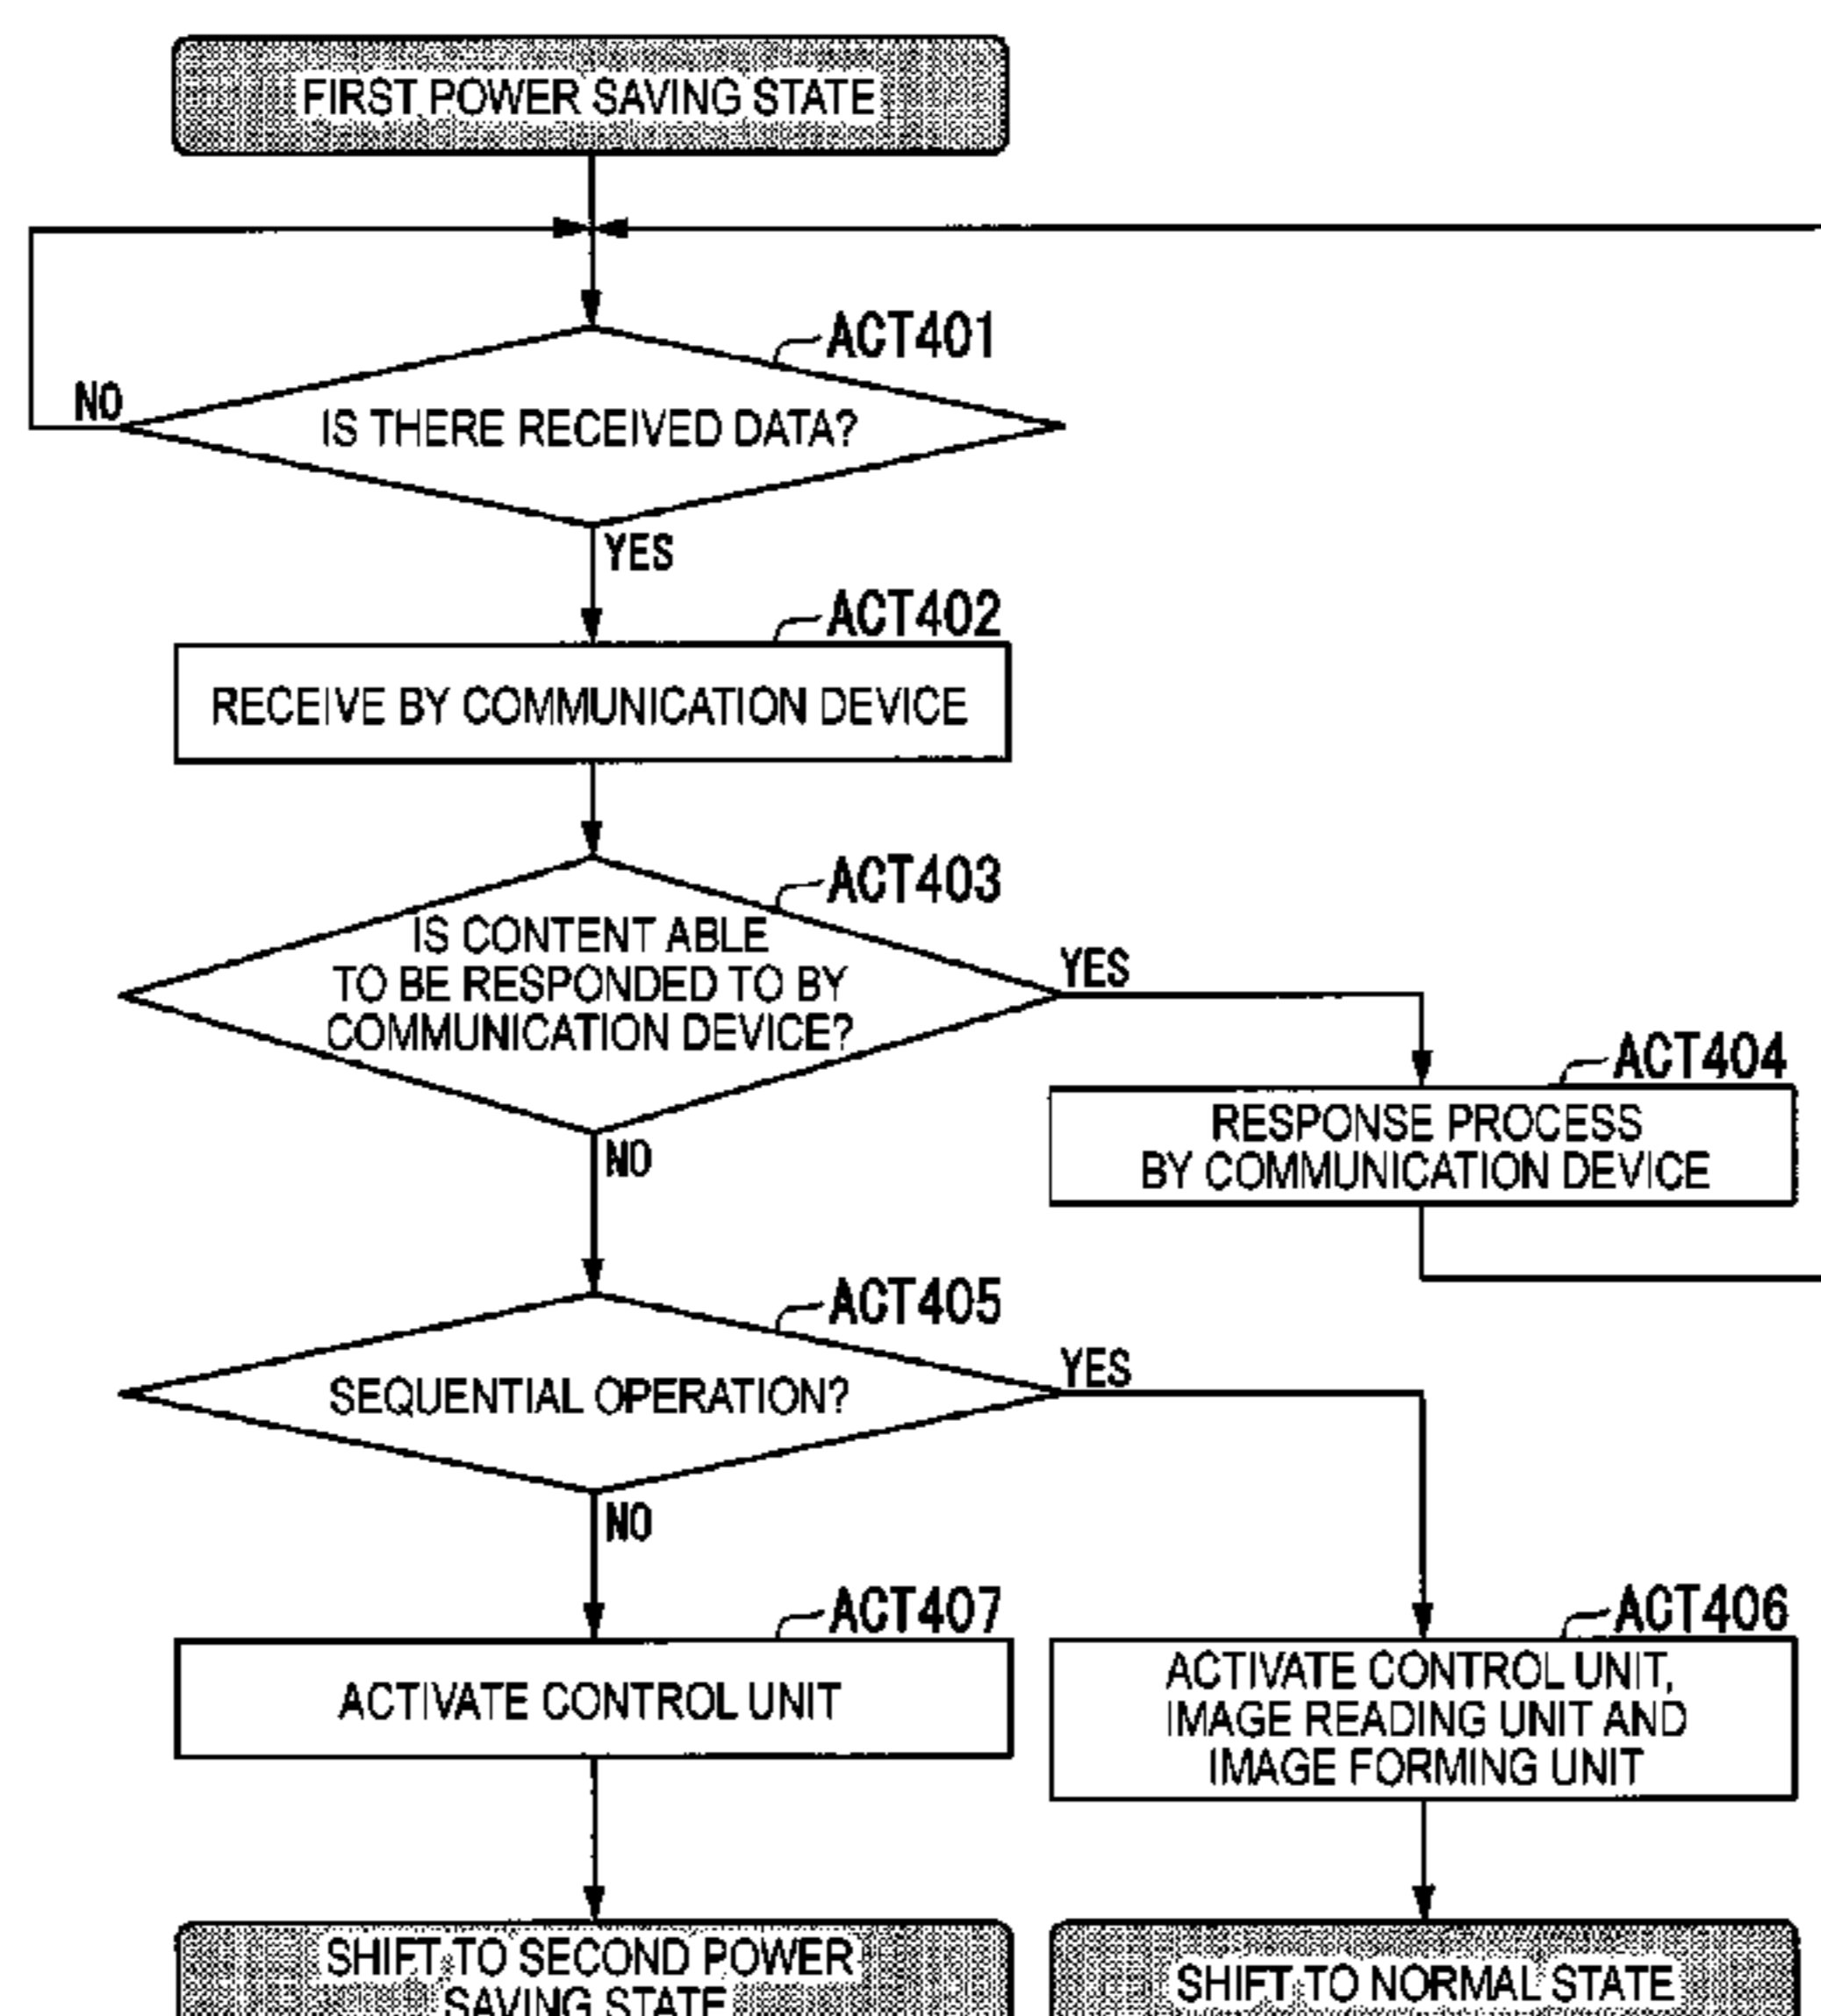 FIRST POWER SAVING STATE
ACT401
NO
IS THERE RECEIVED DATA?
YES
ACT402
RECEIVE BY COMMUNICATION DEVICE
ACT403
IS CONTENT ABLE
TO BE RESPONDED TO BY
COMMUNICATION DEVICE?
YES
ACT404
RESPONSE PROCESS
BY COMMUNICATION DEVICE
NO
ACT405
SEQUENTIAL OPERATION?
YES
NO
ACT407
ACTIVATE CONTROL UNIT
ACT406
ACTIVATE CONTROL UNIT,
IMAGE READING UNIT AND
IMAGE FORMING UNIT
SHIFT TO SECOND POWER
SAVING STATE
SHIFT TO NORMAL STATE